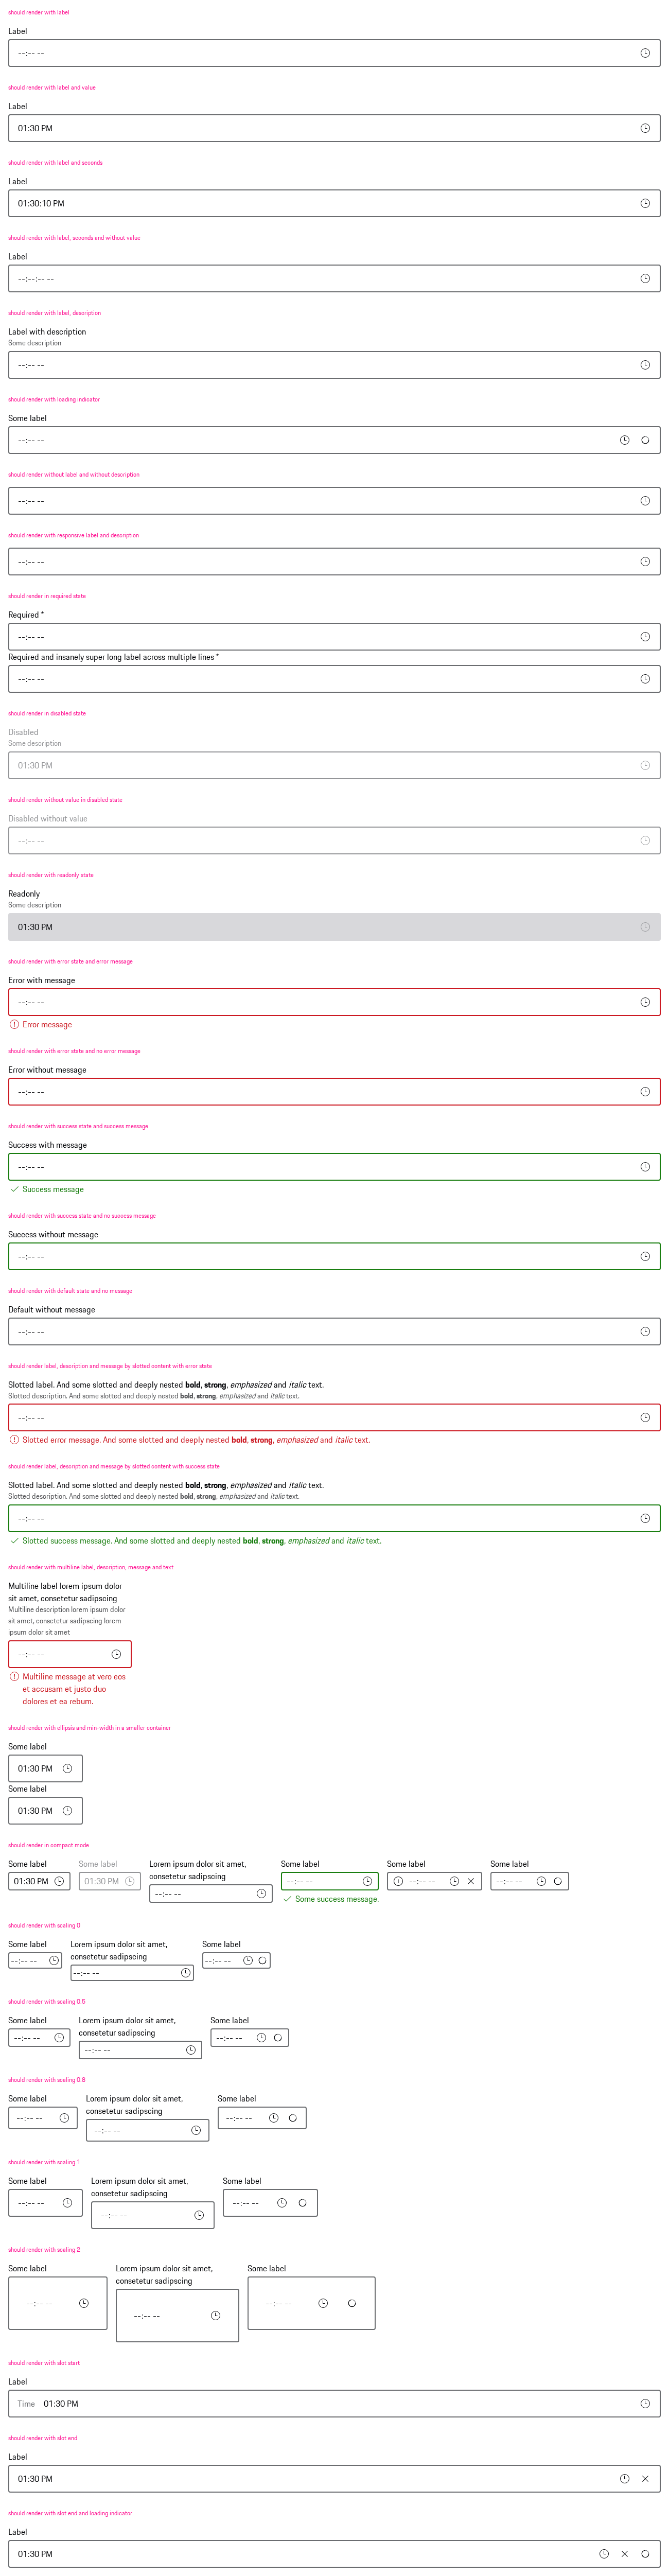 should render with label
Label
--:-- --
should render with label and value
Label
01:30 PM
should render with label and seconds
Label
01:30:10 PM
should render with label, seconds and without value
Label
--:--:-- --
should render with label, description
Label with description
Some description
--:-- --
should render with loading indicator
Some label
--:-- --
should render without label and without description
--:-- --
should render with responsive label and description
--:-- --
should render in required state
Required *
--:-- --
Required and insanely super long label across multiple lines *
--:-- --
should render in disabled state
Disabled
Some description
01:30 PM
should render without value in disabled state
Disabled without value
--:-- --
should render with readonly state
Readonly
Some description
01:30 PM
should render with error state and error message
Error with message
--:-- --
Error message
should render with error state and no error message
Error without message
--:-- --
should render with success state and success message
Success with message
--:-- --
Success message
should render with success state and no success message
Success without message
--:-- --
should render with default state and no message
Default without message
--:-- --
should render label, description and message by slotted content with error state
Slotted label. And some slotted and deeply nested bold, strong, emphasized and italic text.
Slotted description. And some slotted and deeply nested bold, strong, emphasized and italic text.
--:-- --
Slotted error message. And some slotted and deeply nested bold, strong, emphasized and italic text.
should render label, description and message by slotted content with success state
Slotted label. And some slotted and deeply nested bold, strong, emphasized and italic text.
Slotted description. And some slotted and deeply nested bold, strong, emphasized and italic text.
--:-- --
Slotted success message. And some slotted and deeply nested bold, strong, emphasized and italic text.
should render with multiline label, description, message and text
Multiline label lorem ipsum dolor
sit amet, consetetur sadipscing
Multiline description lorem ipsum dolor
sit amet, consetetur sadipscing lorem
ipsum dolor sit amet
--:-- --
Multiline message at vero eos
et accusam et justo duo
dolores et ea rebum.
should render with ellipsis and min-width in a smaller container
Some label
01:30 PM
Some label
01:30 PM
should render in compact mode
Some label
01:30 PM
Some label
01:30 PM
Lorem ipsum dolor sit amet,
consetetur sadipscing
--:-- --
Some label
--:-- --
Some success message.
Some label
--:-- --
Some label
--:-- --
should render with scaling 0
Some label
--:-- --
Lorem ipsum dolor sit amet,
consetetur sadipscing
--:-- --
Some label
--:-- --
should render with scaling 0.5
Some label
--:-- --
Lorem ipsum dolor sit amet,
consetetur sadipscing
--:-- --
Some label
--:-- --
should render with scaling 0.8
Some label
--:-- --
Lorem ipsum dolor sit amet,
consetetur sadipscing
--:-- --
Some label
--:-- --
should render with scaling 1
Some label
--:-- --
Lorem ipsum dolor sit amet,
consetetur sadipscing
--:-- --
Some label
--:-- --
should render with scaling 2
Some label
--:-- --
Lorem ipsum dolor sit amet,
consetetur sadipscing
--:-- --
Some label
--:-- --
should render with slot start
Label
Time 01:30 PM
should render with slot end
Label
01:30 PM
should render with slot end and loading indicator
Label
01:30 PM